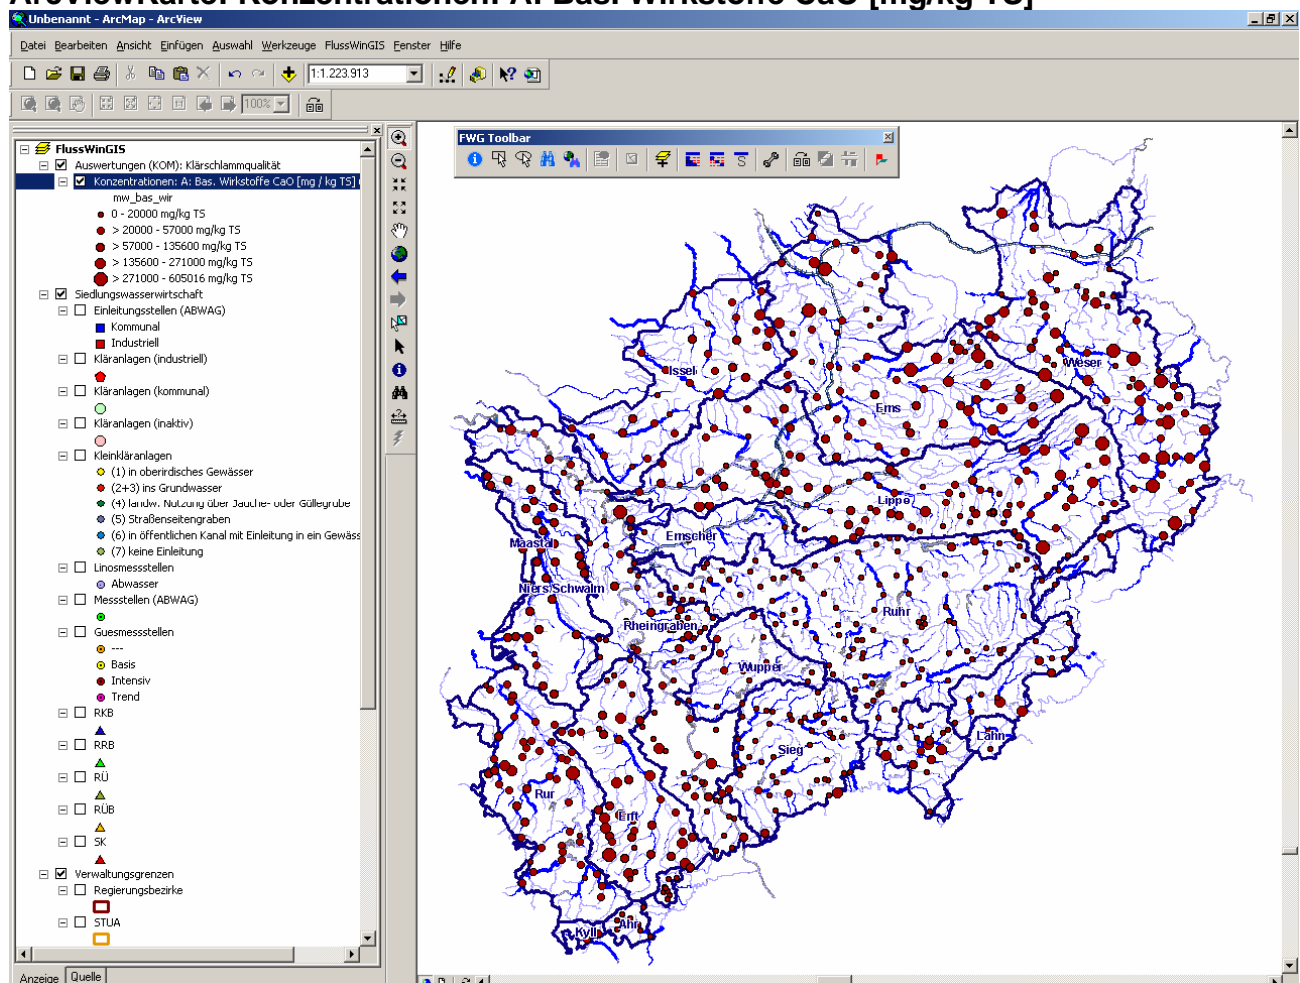 ArcViewKarte: Konzentrationen: A: Bas. Wirkstoffe CaO [mg/kg TS]
Unbenannt - ArcMap - ArcView
Datei Bearbeiten Ansicht Einfügen Auswahl Werkzeuge FlussWinGIS Fenster Hilfe
1:1.223.913
100%
FWG Toolbar
FlussWinGIS
Auswertungen (KOM): Klärschlammqualität
Konzentrationen: A: Bas. Wirkstoffe CaO [mg / kg TS]
mw_bas_wir
0 - 20000 mg/kg TS
> 20000 - 57000 mg/kg TS
> 57000 - 135600 mg/kg TS
> 135600 - 271000 mg/kg TS
> 271000 - 605016 mg/kg TS
Siedlungswasserwirtschaft
Einleitungsstellen (ABWAG)
Kommunal
Industriell
Kläranlagen (industriell)
Kläranlagen (kommunal)
Kläranlagen (inaktiv)
Kleinkläranlagen
(1) in oberirdisches Gewässer
(2+3) ins Grundwasser
(4) landw. Nutzung über Jauche- oder Güllegrube
(5) Straßenseitengraben
(6) in öffentlichen Kanal mit Einleitung in ein Gewäss
(7) keine Einleitung
Linosmessstellen
Abwasser
Messstellen (ABWAG)
Guesmessstellen
---
Basis
Intensiv
Trend
RKB
RRB
RÜ
RÜB
SK
Verwaltungsgrenzen
Regierungsbezirke
STUA
Anzeige Quelle
Issel
Weser
Ems
Lippe
Emscher
Maastal
Niers Schwalm
Ruhr
Rheingraben
Wupper
Lahn
Sieg
Rur
Erft
Ahr
Kyll